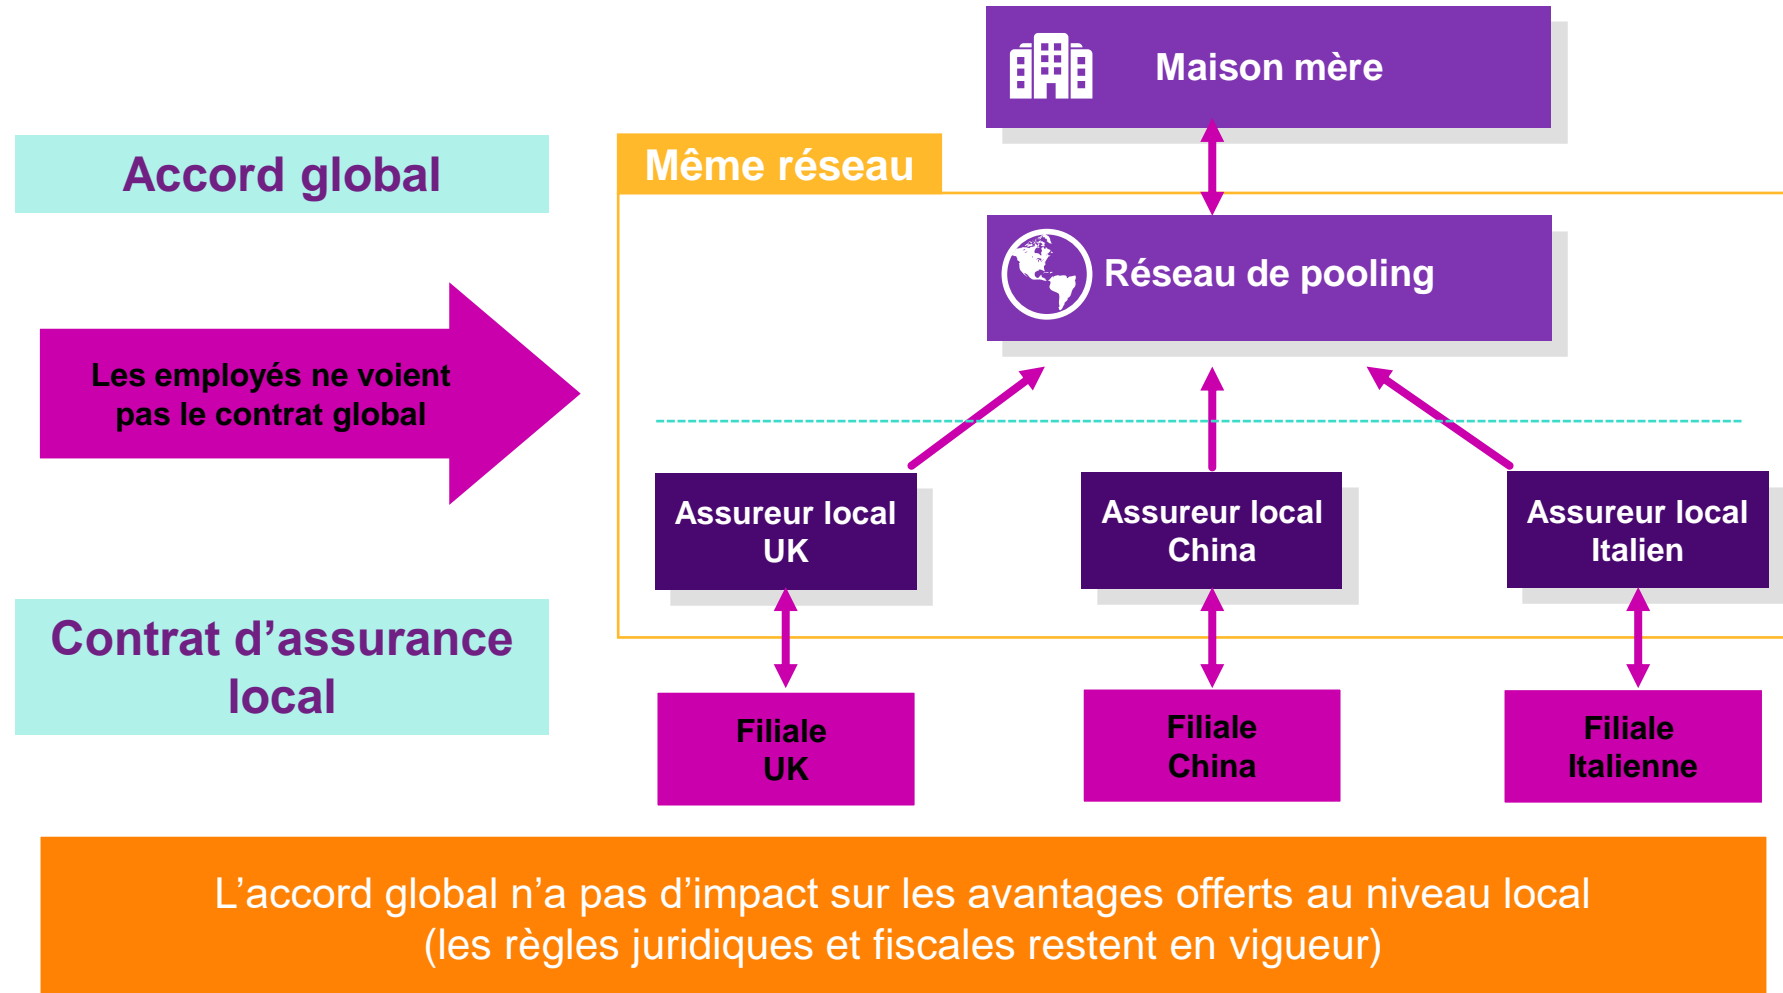 Maison mère
Accord global
Même réseau
Réseau de pooling
Les employés ne voient
pas le contrat global
Assureur local
UK
Assureur local
China
Assureur local
Italien
Contrat d’assurance
local
Filiale
UK
Filiale
China
Filiale
Italienne
L’accord global n’a pas d’impact sur les avantages offerts au niveau local
(les règles juridiques et fiscales restent en vigueur)